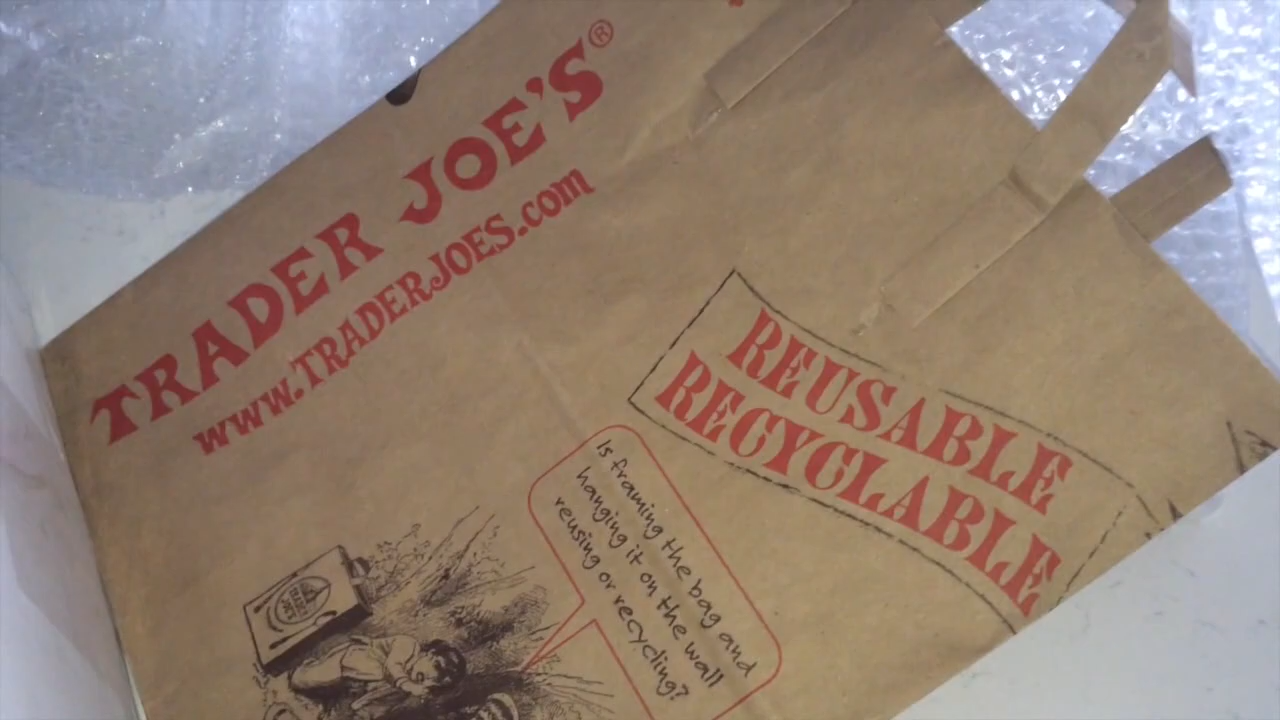 TRADER JOE'S®
www.TRADERJOES.com
REUSABLE
RECYCLABLE
Is framing the bag and
hanging it on the wall
reusing or recycling?